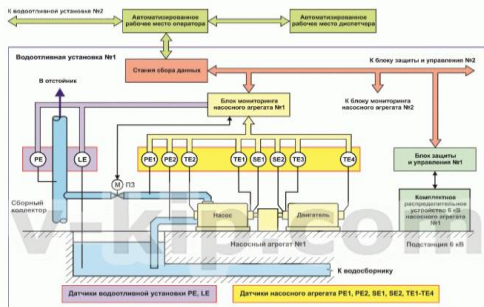 К водоотливной установке №2
Автоматизированное
рабочее место оператора
Автоматизированное
рабочее место диспетчера
Водоотливная установка №1
В отстойник
Стания сбора данных
К блоку защиты
и управления №2
Блок мониторинга
насосного агрегата №1
К блоку мониторинга
насосного агрегата №2
PE
LE
PE1
PE2
TE2
TE1
SE1
SE2
TE3
TE4
Блок защиты
и управления №1
М
ПЗ
Сборный
коллектор
Насос
Двигатель
Комплектное
распределительное
устройство 6 кВ
насосного агрегата
№1
Насосный агрегат №1
Подстанция 6 кВ
v-kip.com
К водосборнику
Датчики водоотливной установки PE, LE
Датчики насосного агрегата PE1, PE2, SE1, SE2, TE1-TE4